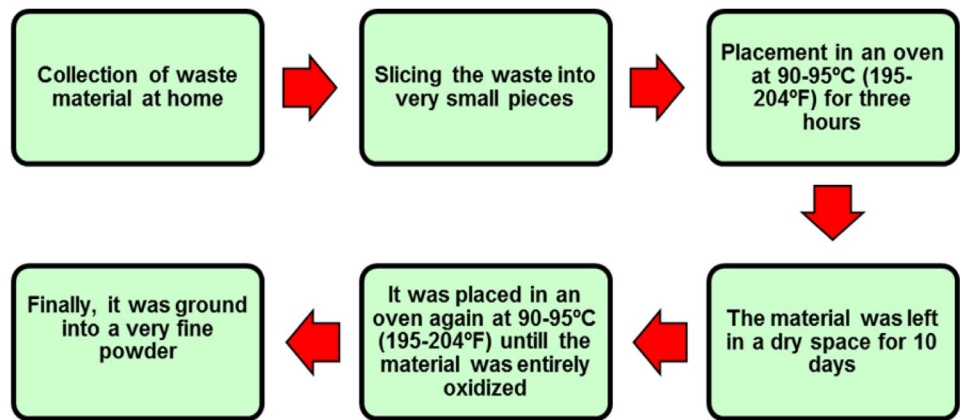 Collection of waste
material at home
Slicing the waste into
very small pieces
Placement in an oven
at 90-95ºC (195-
204ºF) for three
hours
The material was left
in a dry space for 10
days
It was placed in an
oven again at 90-95ºC
(195-204ºF) untill the
material was entirely
oxidized
Finally, it was ground
into a very fine
powder